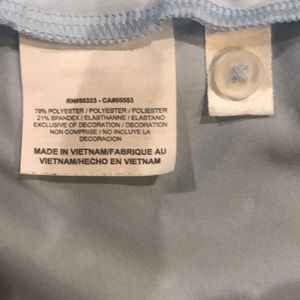 RN#56323 - CA#05553
79% POLYESTER / POLYESTER / POLIESTER
21% SPANDEX / ELASTHANNE / ELASTANO
EXCLUSIVE OF DECORATION / DECORATION
NON COMPRISE / NO INCLUYE LA
DECORACION
MADE IN VIETNAM/FABRIQUE AU
VIETNAM/HECHO EN VIETNAM